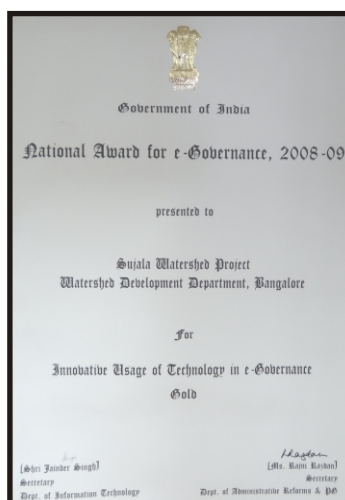 Government of India
National Award for e-Governance, 2008-09
presented to
Sujala Watershed Project
Watershed Development Department, Bangalore
For
Innovative Usage of Technology in e-Governance
Gold
[Shri Jainder Singh]
Secretary
Dept. of Information Technology
[Ms. Rajni Razdan]
Secretary
Dept. of Administrative Reforms & PG